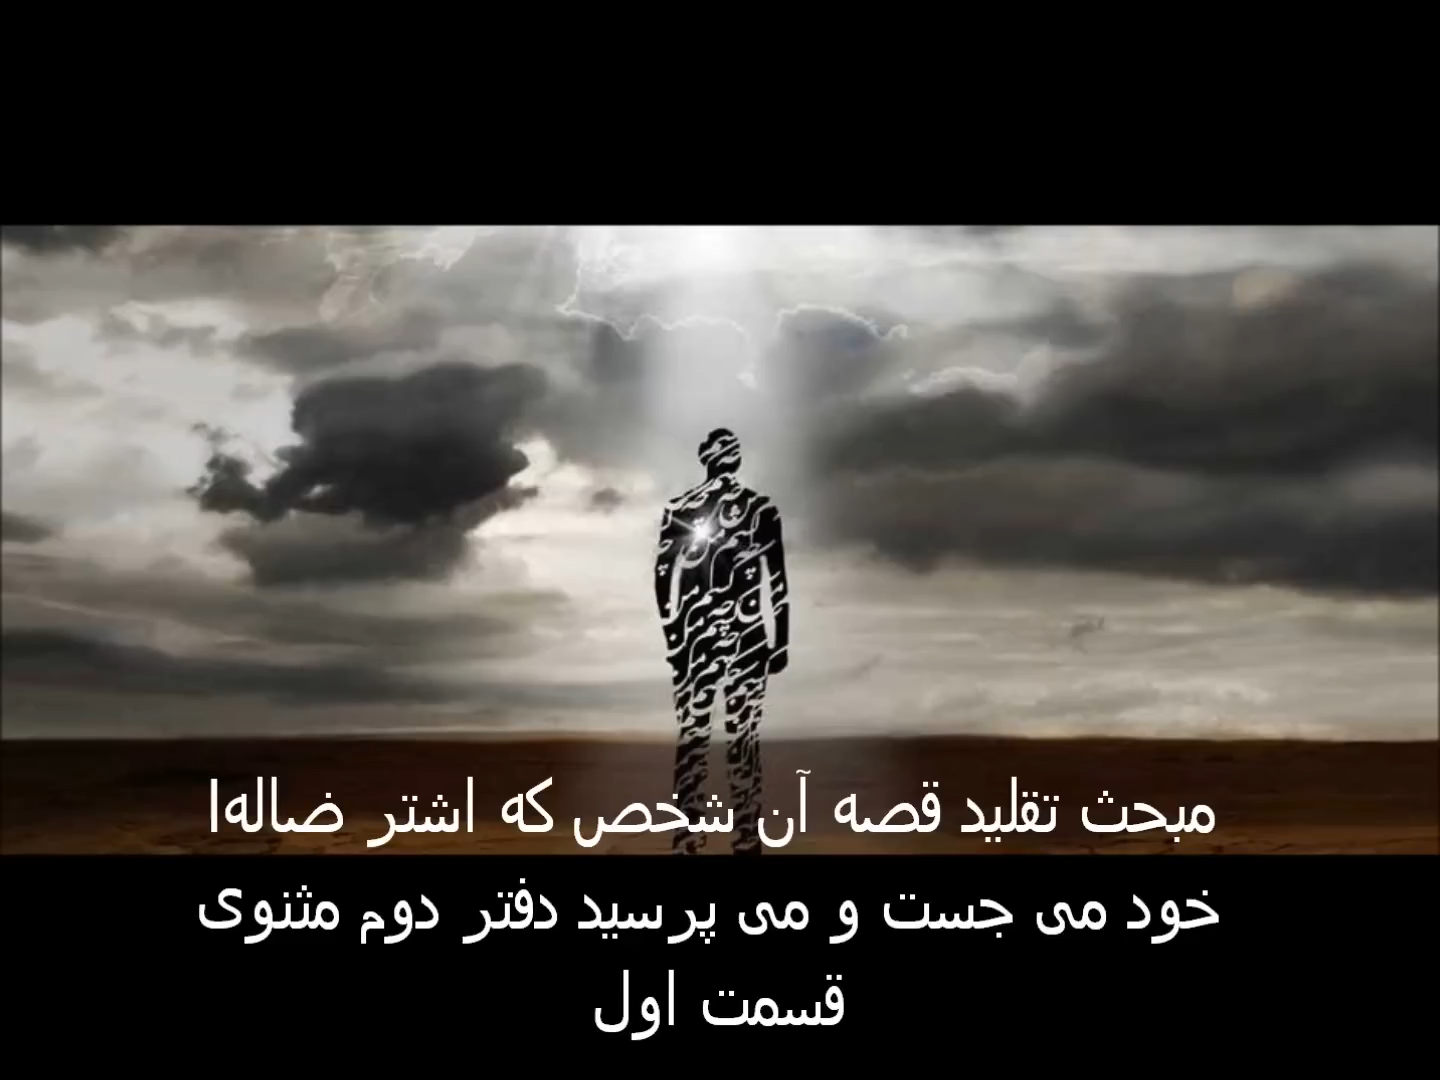 مبحث تقلید قصه آن شخص که اشتر ضاله‌ا
خود می جست و می پرسید دفتر دوم مثنوی
قسمت اول